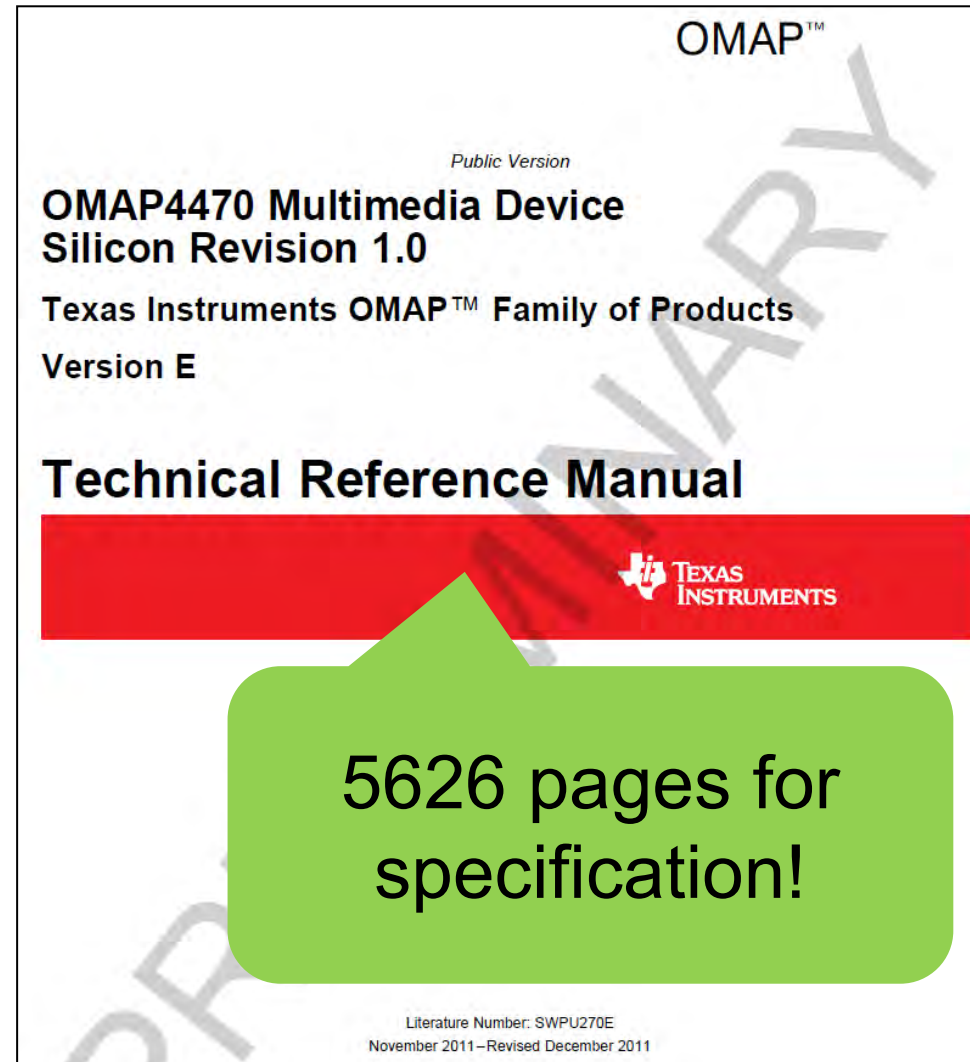 OMAP™
Public Version
OMAP4470 Multimedia Device
Silicon Revision 1.0
Texas Instruments OMAP™ Family of Products
Version E
Technical Reference Manual
TEXAS
INSTRUMENTS
5626 pages for
specification!
Literature Number: SWPU270E
November 2011–Revised December 2011